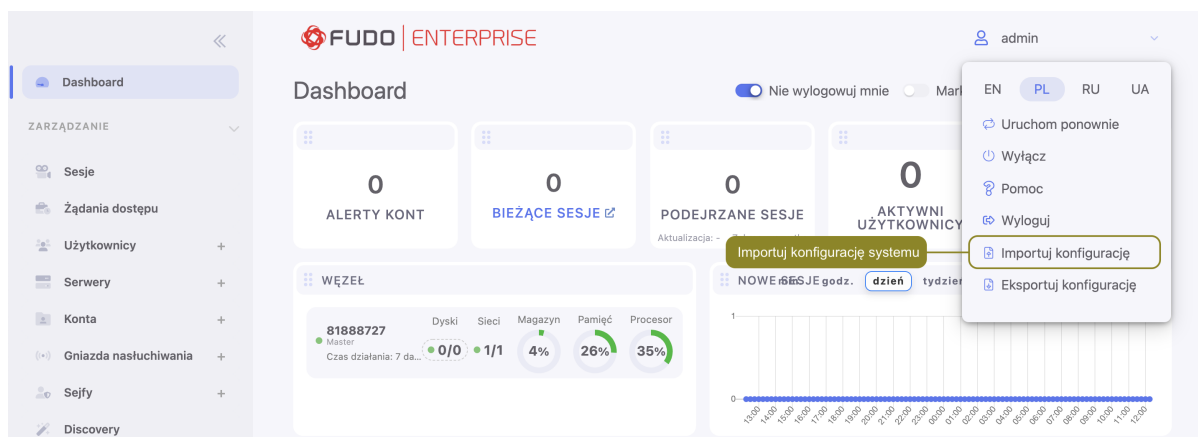 FUDO ENTERPRISE
admin
Dashboard
ZARZĄDZANIE
Sesje
Żądania dostępu
Użytkownicy +
Serwery +
Konta +
Gniazda nasłuchiwania +
Sejfy +
Discovery
Dashboard
Nie wylogowuj mnie
EN PL RU UA
Uruchom ponownie
Wyłącz
Pomoc
Wyloguj
Importuj konfigurację
Eksportuj konfigurację
0
ALERTY KONT
0
BIEŻĄCE SESJE
0
PODEJRZANE SESJE
Aktualizacja: -
0
AKTYWNI
UŻYTKOWNICY
Importuj konfigurację systemu
WĘZEŁ
81888727
Master
Czas działania: 7 da...
Dyski Sieci Magazyn Pamięć Procesor
0/0 1/1 4% 26% 35%
NOWE SESJE godz. dzień
1
0
13:00 14:00 15:00 16:00 17:00 18:00 19:00 20:00 21:00 22:00 23:00 00:00 01:00 02:00 03:00 04:00 05:00 06:00 07:00 08:00 09:00 10:00 11:00 12:00